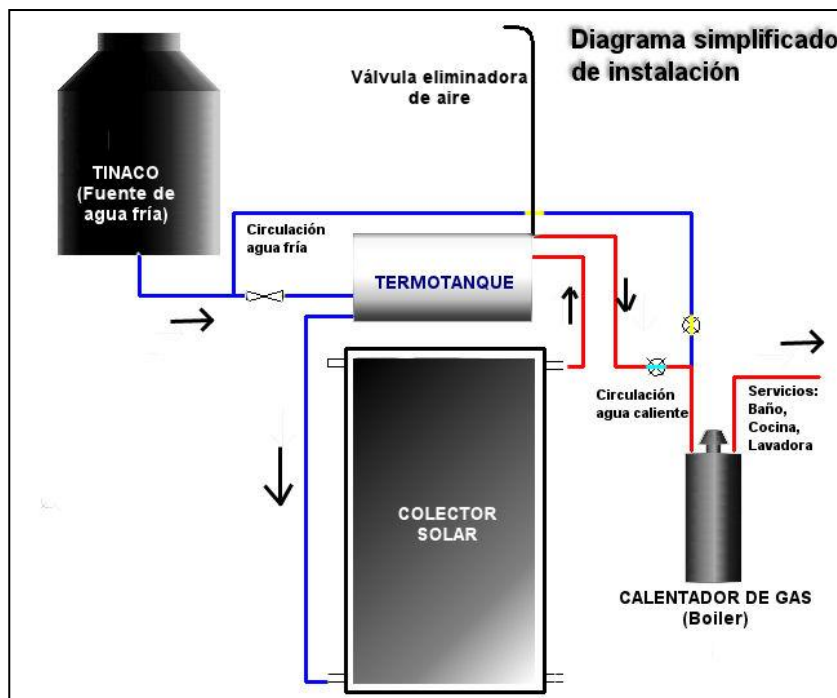 Diagrama simplificado
de instalación
Válvula eliminadora
de aire
TINACO
(Fuente de
agua fría)
Circulación
agua fría
TERMOTANQUE
Circulación
agua caliente
Servicios:
Baño,
Cocina,
Lavadora
COLECTOR
SOLAR
CALENTADOR DE GAS
(Boiler)